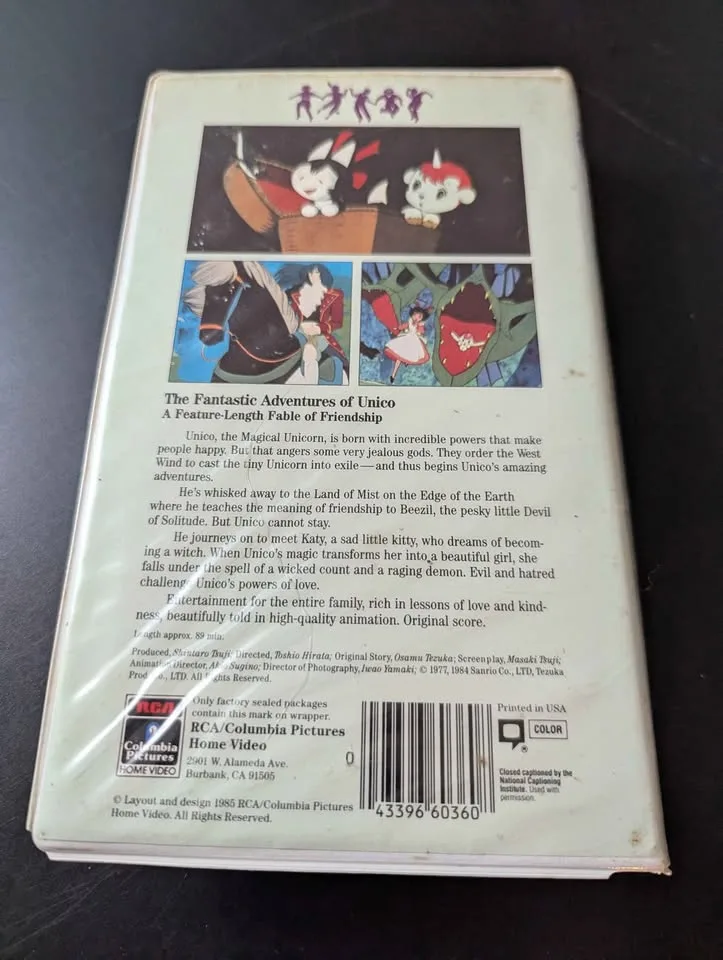 The Fantastic Adventures of Unico
A Feature-Length Fable of Friendship
Unico, the Magical Unicorn, is born with incredible powers that make
people happy. But that angers some very jealous gods. They order the West
Wind to cast the tiny Unicorn into exile—and thus begins Unico's amazing
adventures.
He's whisked away to the Land of Mist on the Edge of the Earth
where he teaches the meaning of friendship to Beezil, the pesky little Devil
of Solitude. But Unico cannot stay.
He journeys on to meet Katy, a sad little kitty, who dreams of becom-
ing a witch. When Unico's magic transforms her into a beautiful girl, she
falls under the spell of a wicked count and a raging demon. Evil and hatred
challenge Unico's powers of love.
Entertainment for the entire family, rich in lessons of love and kind-
ness, beautifully told in high-quality animation. Original score.
Length approx. 89 min.
Produced, Shintaro Tsuji; Directed, Toshio Hirata; Original Story, Osamu Tezuka; Screenplay, Masaki Tsuji;
Animation Director, Akio Sugino; Director of Photography, Iwao Yamaki; © 1977, 1984 Sanrio Co., LTD, Tezuka
Prod Co., LTD. All Rights Reserved.
RCA
Columbia
Pictures
HOME VIDEO
Only factory sealed packages
contain this mark on wrapper.
RCA/Columbia Pictures
Home Video
2901 W. Alameda Ave.
Burbank, CA 91505
© Layout and design 1985 RCA/Columbia Pictures
Home Video. All Rights Reserved.
0
43396 60360
Printed in USA
COLOR
®
Closed captioned by the
National Captioning
Institute. Used with
permission.